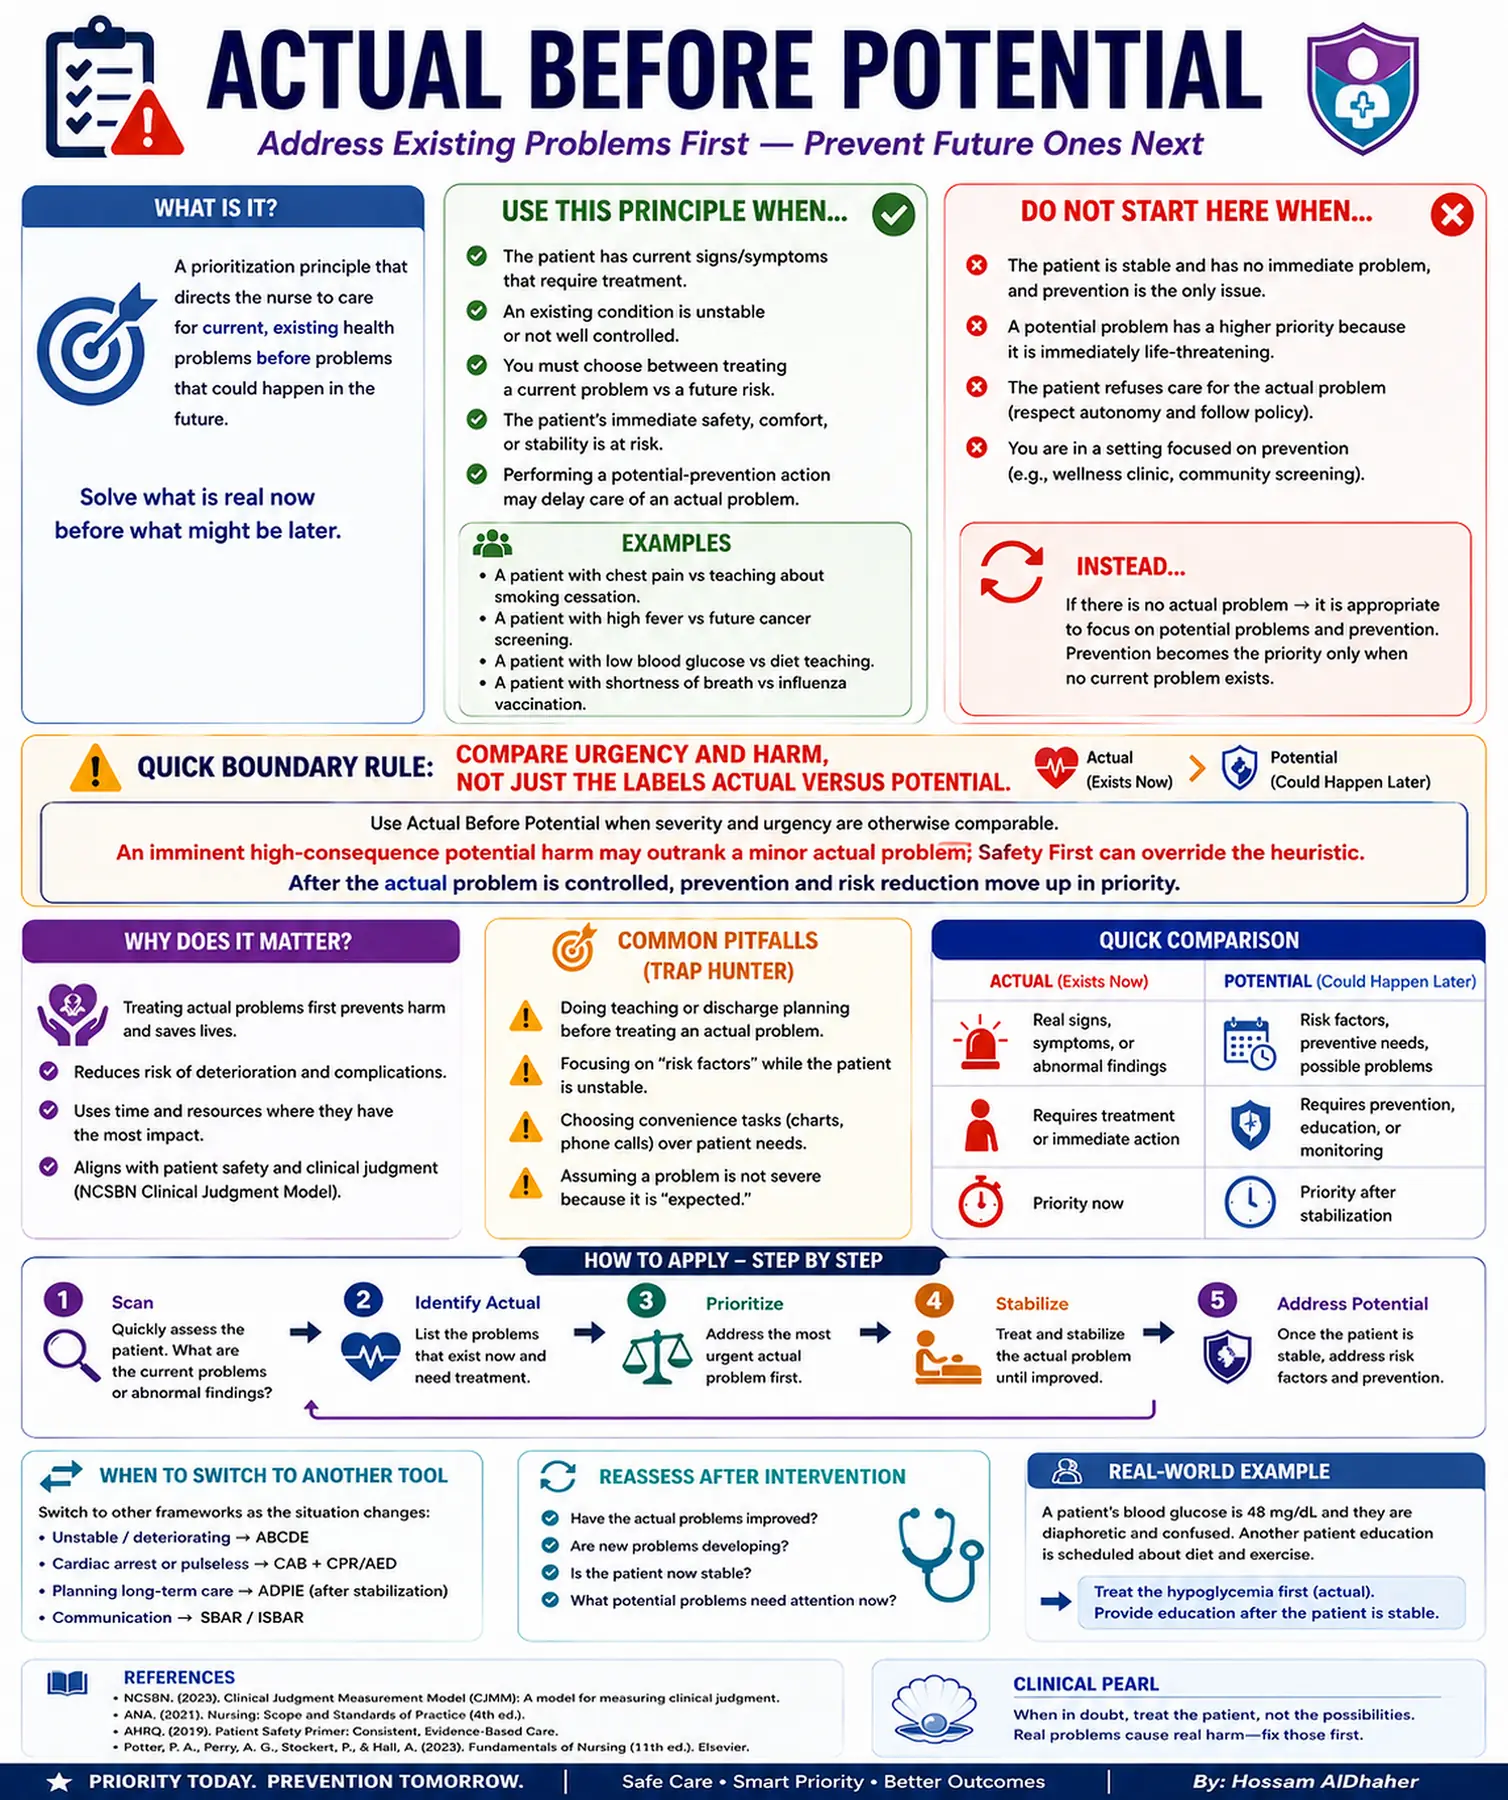 ACTUAL BEFORE POTENTIAL
Address Existing Problems First — Prevent Future Ones Next
WHAT IS IT?
A prioritization principle that
directs the nurse to care
for current, existing health
problems before problems
that could happen in the
future.
Solve what is real now
before what might be later.
USE THIS PRINCIPLE WHEN...
The patient has current signs/symptoms
that require treatment.
An existing condition is unstable
or not well controlled.
You must choose between treating
a current problem vs a future risk.
The patient's immediate safety, comfort,
or stability is at risk.
Performing a potential-prevention action
may delay care of an actual problem.
EXAMPLES
• A patient with chest pain vs teaching about
smoking cessation.
• A patient with high fever vs future cancer
screening.
• A patient with low blood glucose vs diet teaching.
• A patient with shortness of breath vs influenza
vaccination.
DO NOT START HERE WHEN...
The patient is stable and has no immediate problem,
and prevention is the only issue.
A potential problem has a higher priority because
it is immediately life-threatening.
The patient refuses care for the actual problem
(respect autonomy and follow policy).
You are in a setting focused on prevention
(e.g., wellness clinic, community screening).
INSTEAD...
If there is no actual problem → it is appropriate
to focus on potential problems and prevention.
Prevention becomes the priority only when
no current problem exists.
QUICK BOUNDARY RULE:
COMPARE URGENCY AND HARM,
NOT JUST THE LABELS ACTUAL VERSUS POTENTIAL.
Actual
(Exists Now)
Potential
(Could Happen Later)
Use Actual Before Potential when severity and urgency are otherwise comparable.
An imminent high-consequence potential harm may outrank a minor actual problem; Safety First can override the heuristic.
After the actual problem is controlled, prevention and risk reduction move up in priority.
WHY DOES IT MATTER?
Treating actual problems first prevents harm
and saves lives.
Reduces risk of deterioration and complications.
Uses time and resources where they have
the most impact.
Aligns with patient safety and clinical judgment
(NCSBN Clinical Judgment Model).
COMMON PITFALLS
(TRAP HUNTER)
Doing teaching or discharge planning
before treating an actual problem.
Focusing on "risk factors" while the patient
is unstable.
Choosing convenience tasks (charts,
phone calls) over patient needs.
Assuming a problem is not severe
because it is "expected."
QUICK COMPARISON
ACTUAL (Exists Now)
POTENTIAL (Could Happen Later)
Real signs,
symptoms, or
abnormal findings
Risk factors,
preventive needs,
possible problems
Requires treatment
or immediate action
Requires prevention,
education, or
monitoring
Priority now
Priority after
stabilization
HOW TO APPLY – STEP BY STEP
1
Scan
Quickly assess the
patient. What are
the current problems
or abnormal findings?
2
Identify Actual
List the problems
that exist now and
need treatment.
3
Prioritize
Address the most
urgent actual
problem first.
4
Stabilize
Treat and stabilize
the actual problem
until improved.
5
Address Potential
Once the patient is
stable, address risk
factors and prevention.
WHEN TO SWITCH TO ANOTHER TOOL
Switch to other frameworks as the situation changes:
• Unstable / deteriorating → ABCDE
• Cardiac arrest or pulseless → CAB + CPR/AED
• Planning long-term care → ADPIE (after stabilization)
• Communication → SBAR / ISBAR
REASSESS AFTER INTERVENTION
Have the actual problems improved?
Are new problems developing?
Is the patient now stable?
What potential problems need attention now?
REAL-WORLD EXAMPLE
A patient's blood glucose is 48 mg/dL and they are
diaphoretic and confused. Another patient education
is scheduled about diet and exercise.
Treat the hypoglycemia first (actual).
Provide education after the patient is stable.
REFERENCES
• NCSBN. (2023). Clinical Judgment Measurement Model (CJMM): A model for measuring clinical judgment.
• ANA. (2021). Nursing: Scope and Standards of Practice (4th ed.).
• AHRQ. (2019). Patient Safety Primer: Consistent, Evidence-Based Care.
• Potter, P. A., Perry, A. G., Stockert, P., & Hall, A. (2023). Fundamentals of Nursing (11th ed.). Elsevier.
CLINICAL PEARL
When in doubt, treat the patient, not the possibilities.
Real problems cause real harm—fix those first.
PRIORITY TODAY. PREVENTION TOMORROW.
Safe Care • Smart Priority • Better Outcomes
By: Hossam AlDhaher